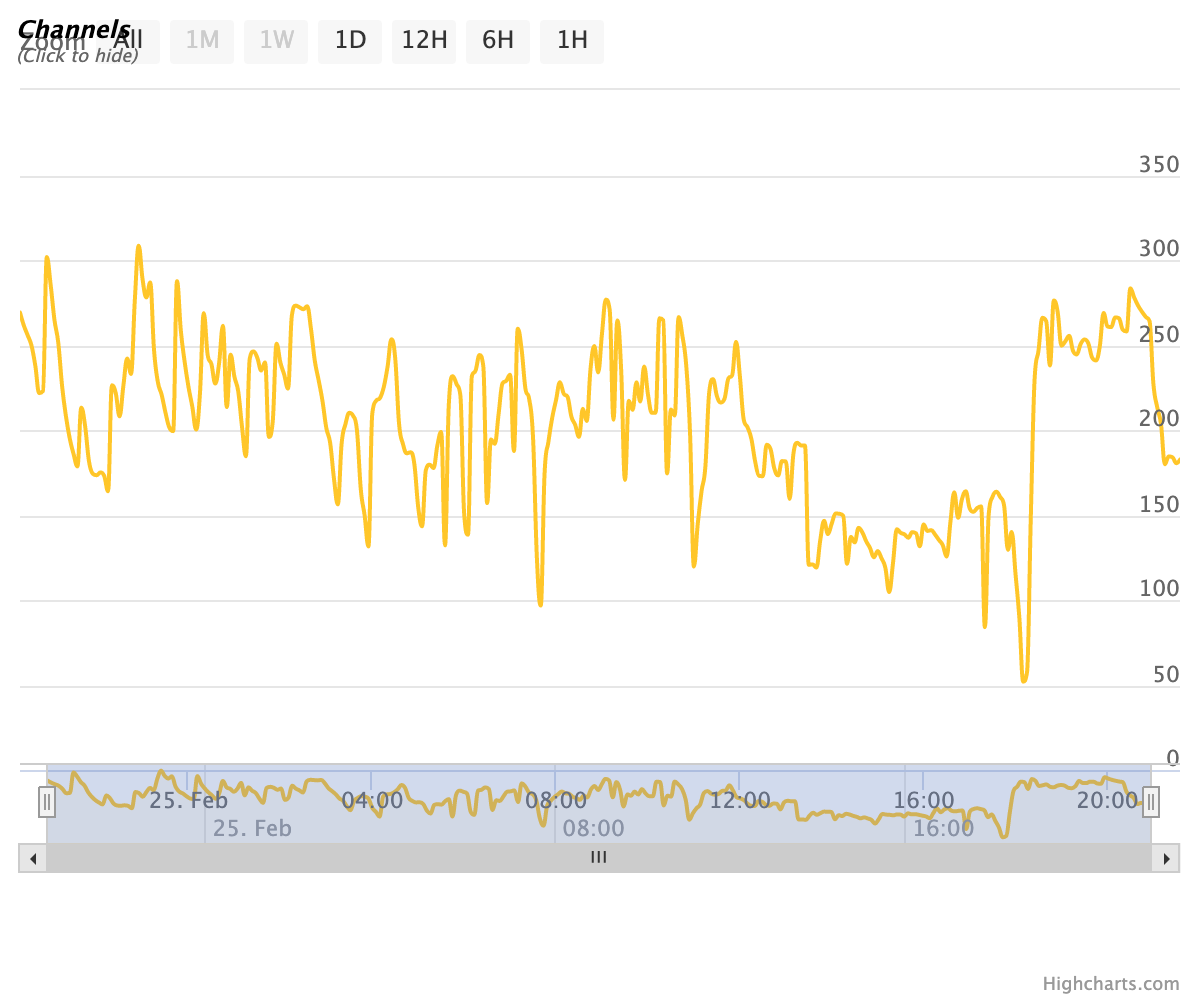 Channels
(Click to hide)
Zoom All 1M 1W 1D 12H 6H 1H
350
300
250
200
150
100
50
0
25. Feb 04:00 08:00 12:00 16:00 20:00
25. Feb 08:00 16:00
Highcharts.com